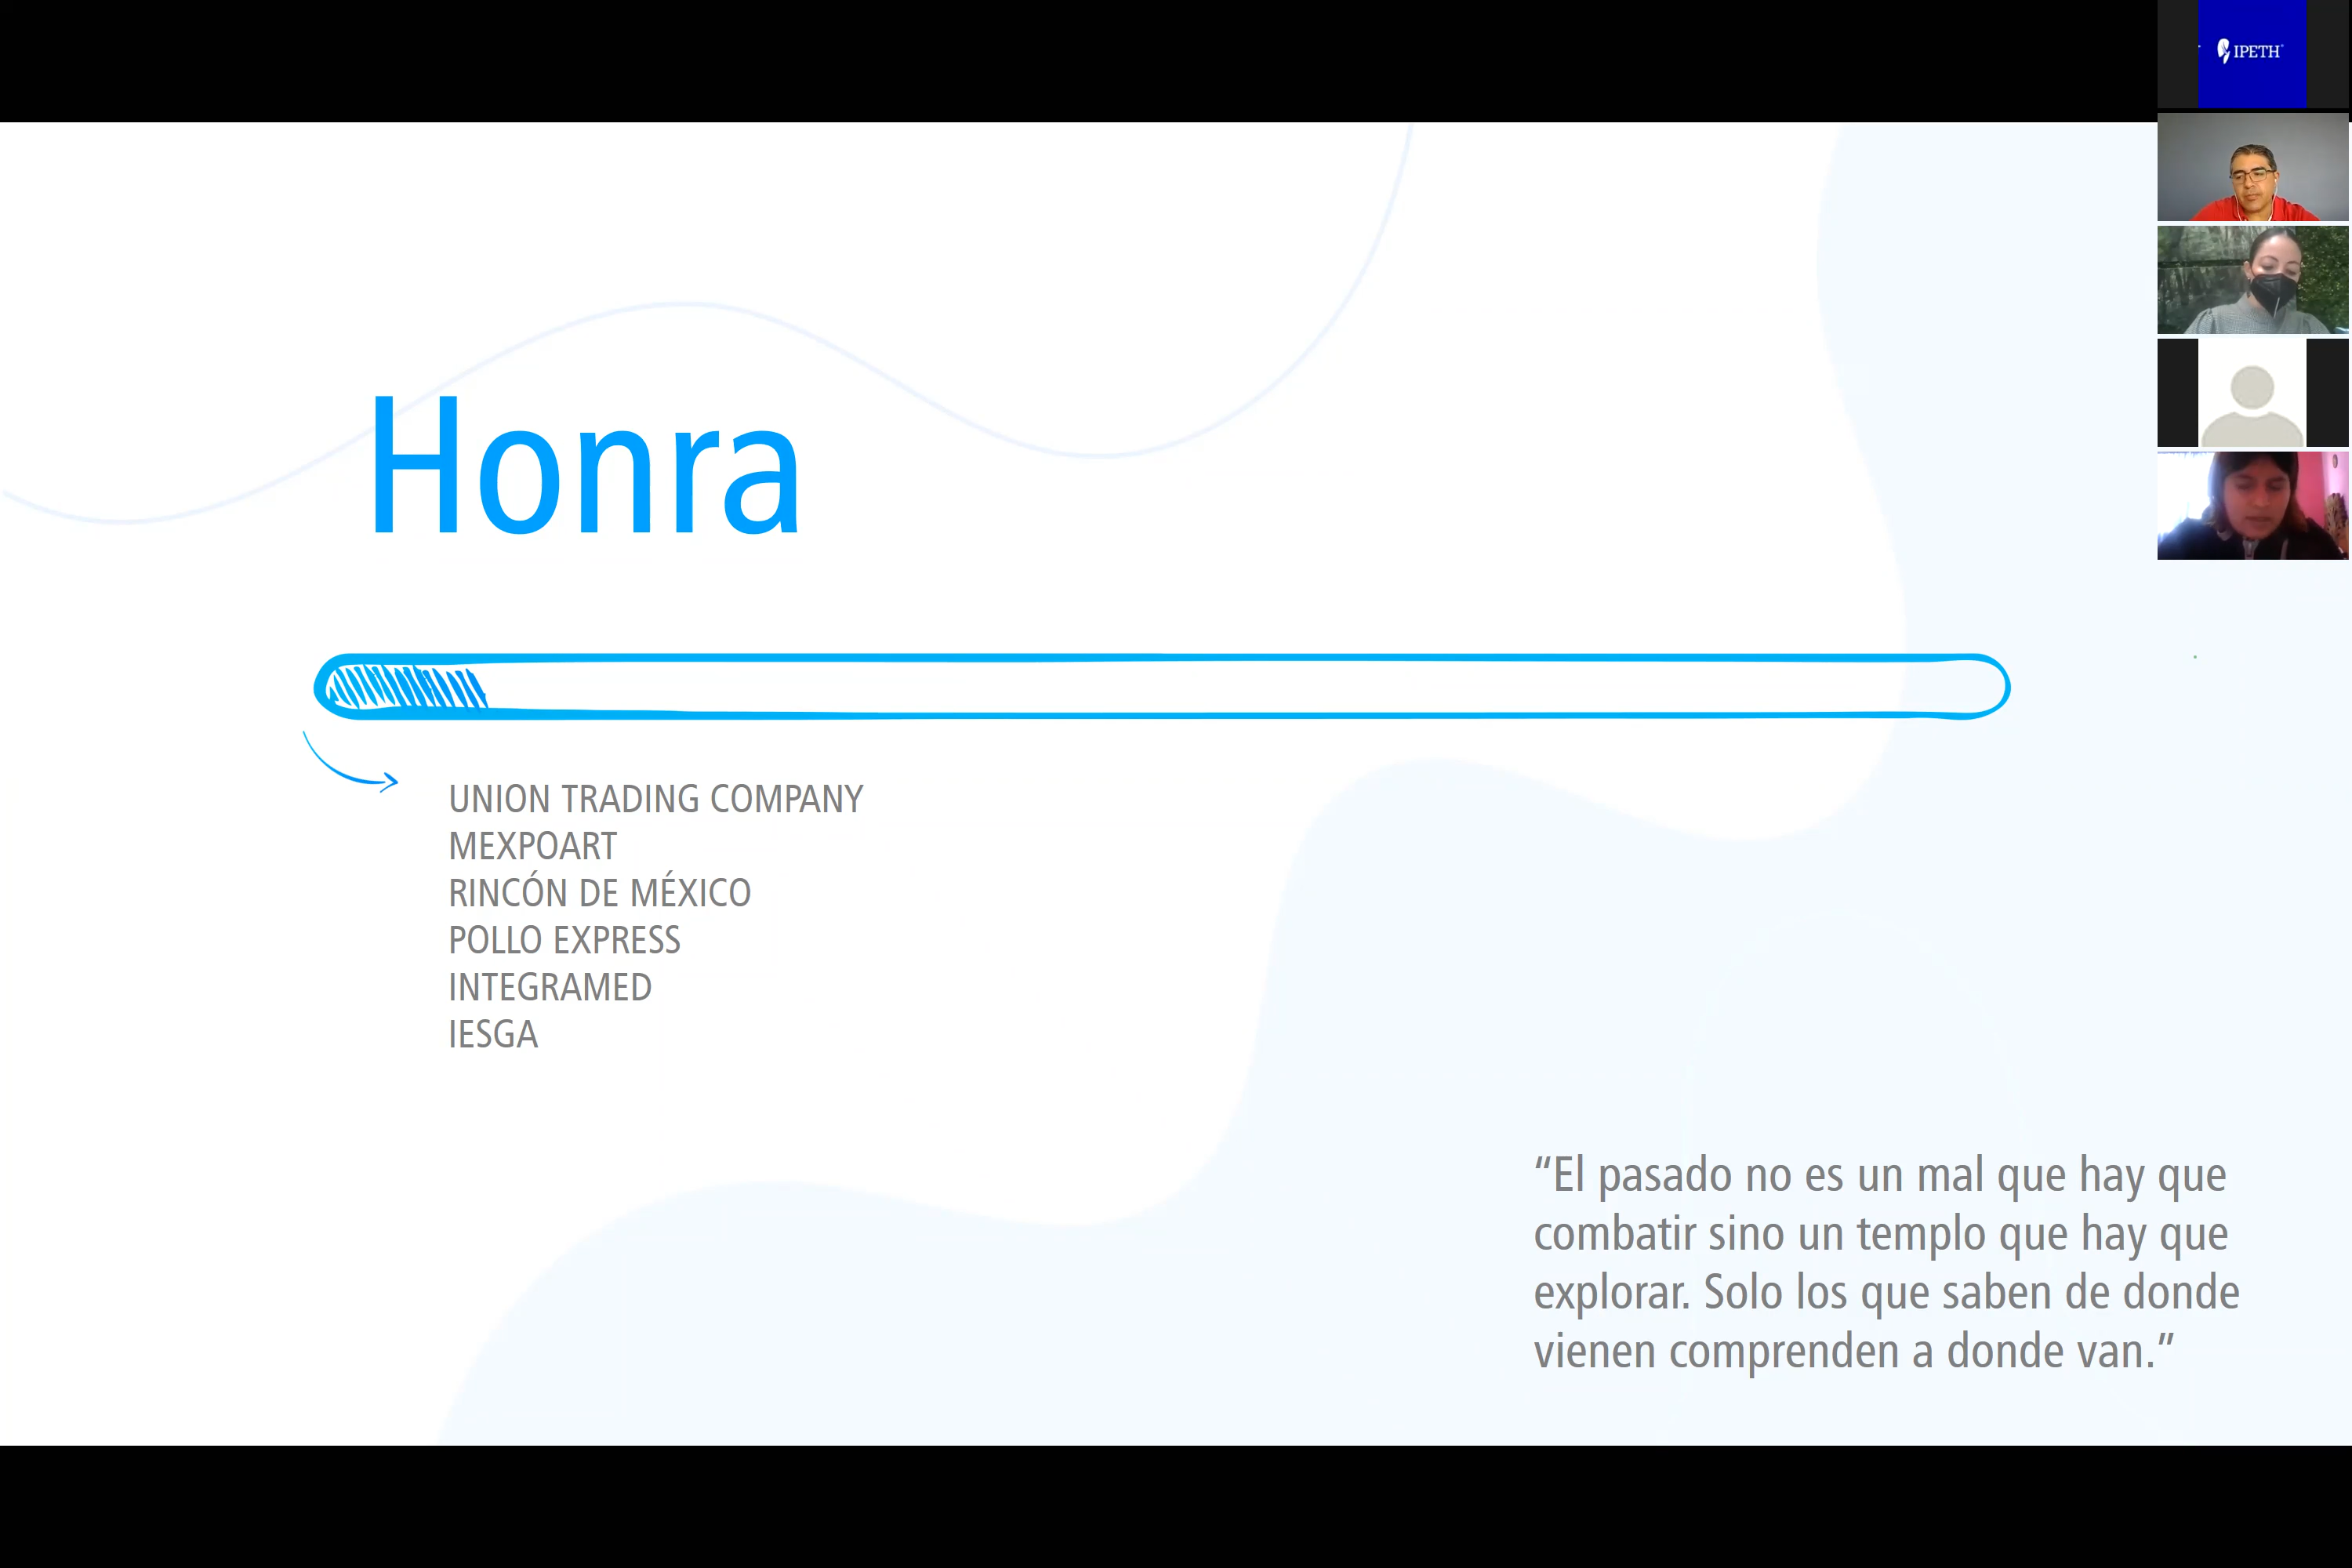 IPETH
Honra
UNION TRADING COMPANY
MEXPOART
RINCÓN DE MÉXICO
POLLO EXPRESS
INTEGRAMED
IESGA
“El pasado no es un mal que hay que
combatir sino un templo que hay que
explorar. Solo los que saben de donde
vienen comprenden a donde van.”